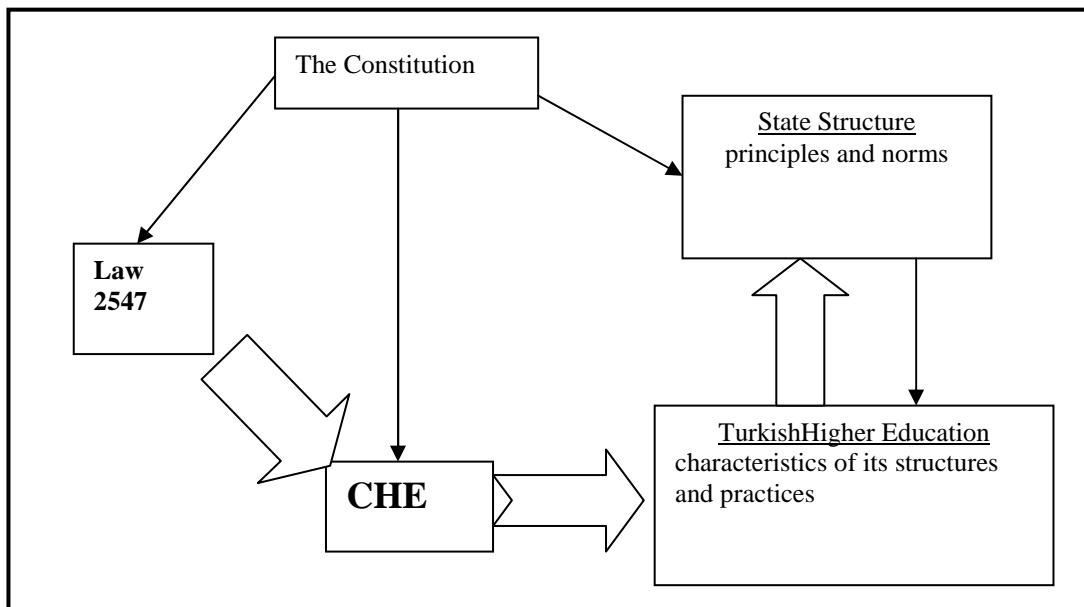 The Constitution
State Structure
principles and norms
Law
2547
TurkishHigher Education
characteristics of its structures
and practices
CHE